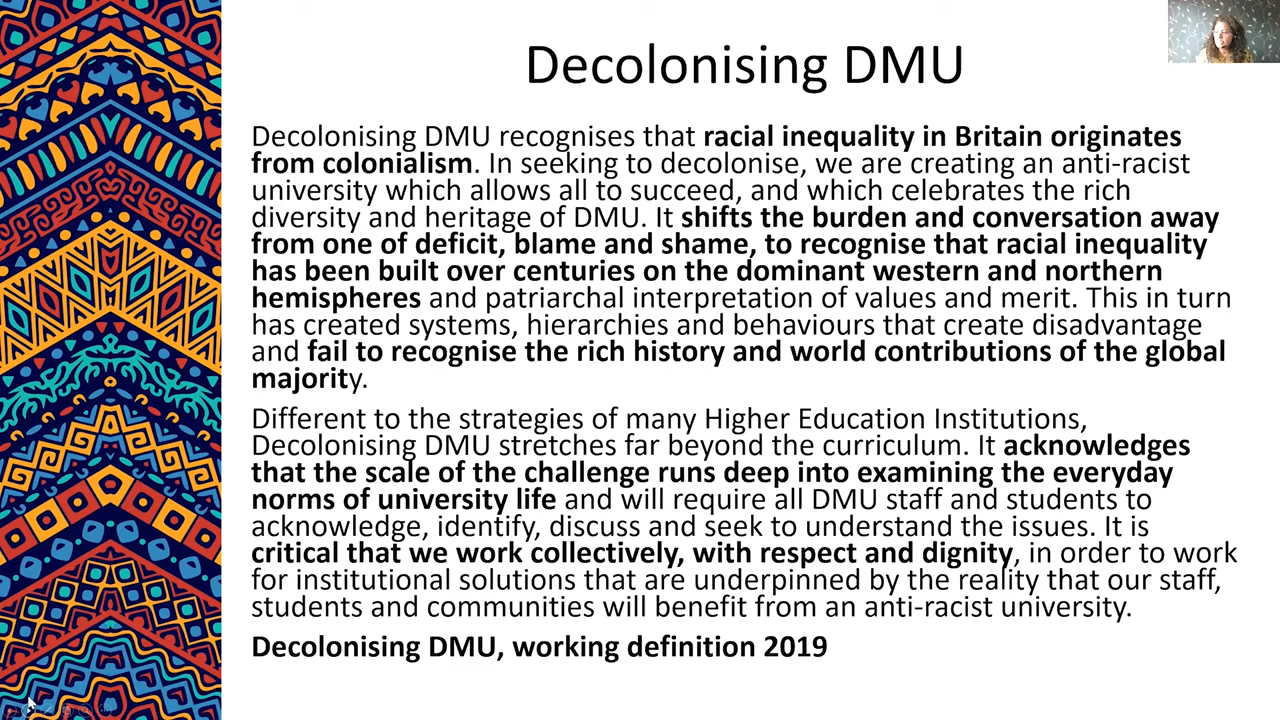 Decolonising DMU
Decolonising DMU recognises that racial inequality in Britain originates
from colonialism. In seeking to decolonise, we are creating an anti-racist
university which allows all to succeed, and which celebrates the rich
diversity and heritage of DMU. It shifts the burden and conversation away
from one of deficit, blame and shame, to recognise that racial inequality
has been built over centuries on the dominant western and northern
hemispheres and patriarchal interpretation of values and merit. This in turn
has created systems, hierarchies and behaviours that create disadvantage
and fail to recognise the rich history and world contributions of the global
majority.
Different to the strategies of many Higher Education Institutions,
Decolonising DMU stretches far beyond the curriculum. It acknowledges
that the scale of the challenge runs deep into examining the everyday
norms of university life and will require all DMU staff and students to
acknowledge, identify, discuss and seek to understand the issues. It is
critical that we work collectively, with respect and dignity, in order to work
for institutional solutions that are underpinned by the reality that our staff,
students and communities will benefit from an anti-racist university.
Decolonising DMU, working definition 2019